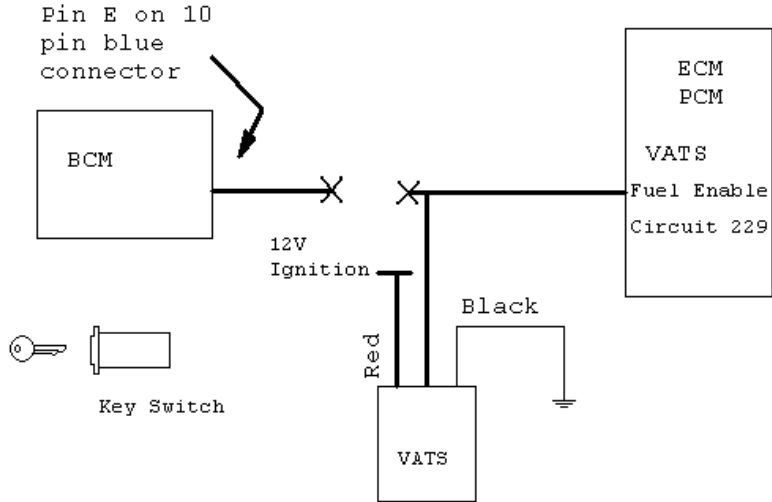 Pin E on 10
pin blue
connector
BCM
ECM
PCM
VATS
Fuel Enable
Circuit 229
12V
Ignition
Black
Red
Key Switch
VATS